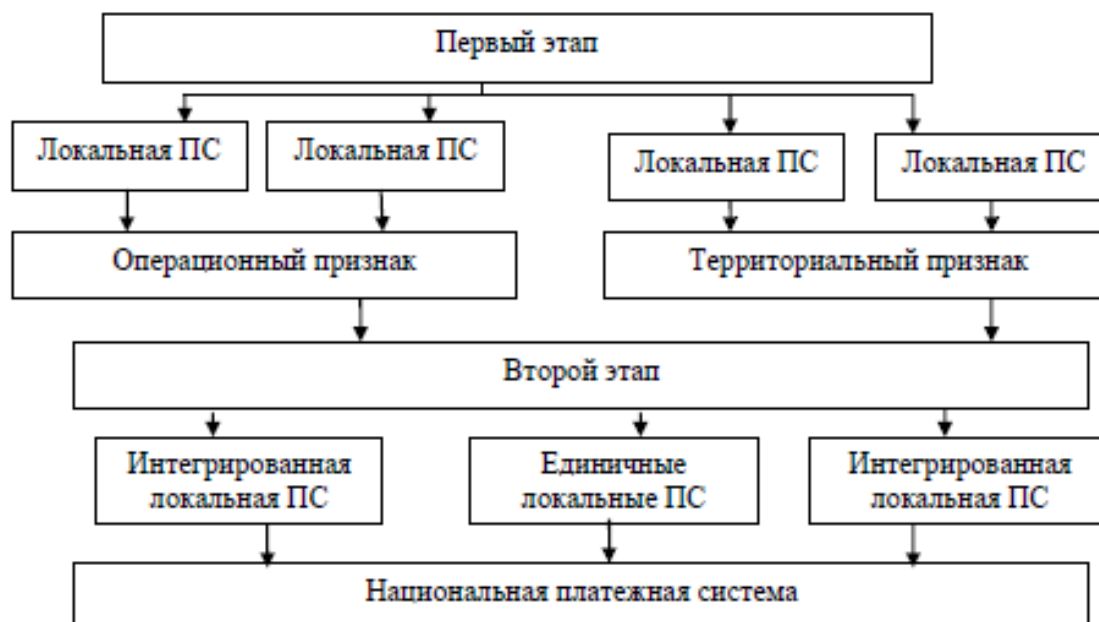 Первый этап
Локальная ПС
Локальная ПС
Локальная ПС
Локальная ПС
Операционный признак
Территориальный признак
Второй этап
Интегрированная
локальная ПС
Единичные
локальные ПС
Интегрированная
локальная ПС
Национальная платежная система